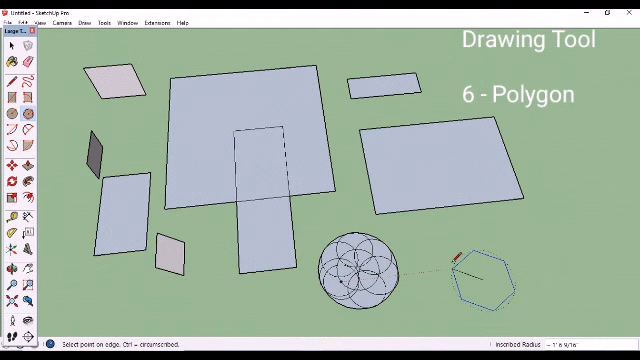 Untitled - SketchUp Pro
File Edit View Camera Draw Tools Window Extensions Help
Large T...
Drawing Tool
6 - Polygon
Select point on edge. Ctrl = circumscribed.
Inscribed Radius ~ 1' 6 9/16"